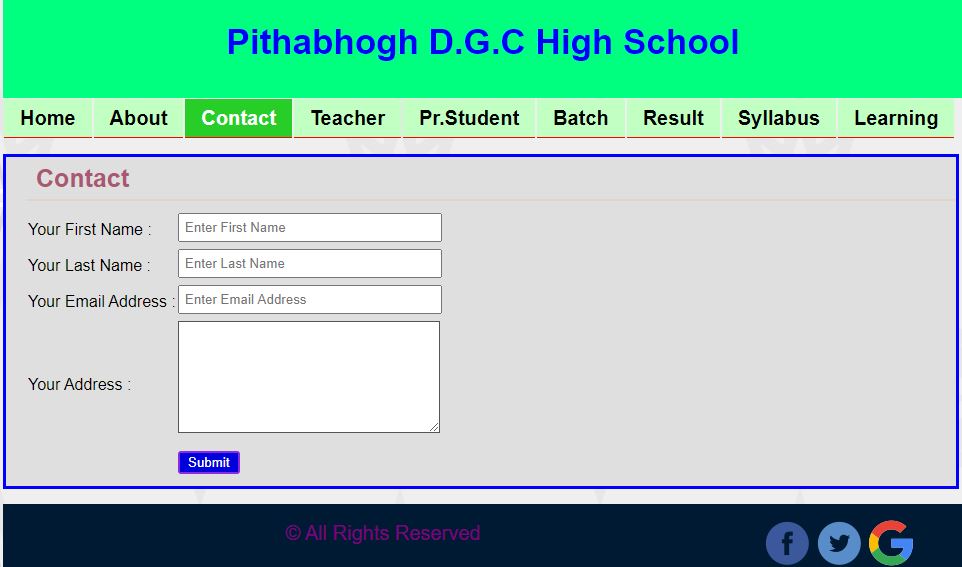 Pithabhogh D.G.C High School
Home About Contact Teacher Pr.Student Batch Result Syllabus Learning
Contact
Your First Name : Enter First Name
Your Last Name : Enter Last Name
Your Email Address : Enter Email Address
Your Address :
Submit
© All Rights Reserved